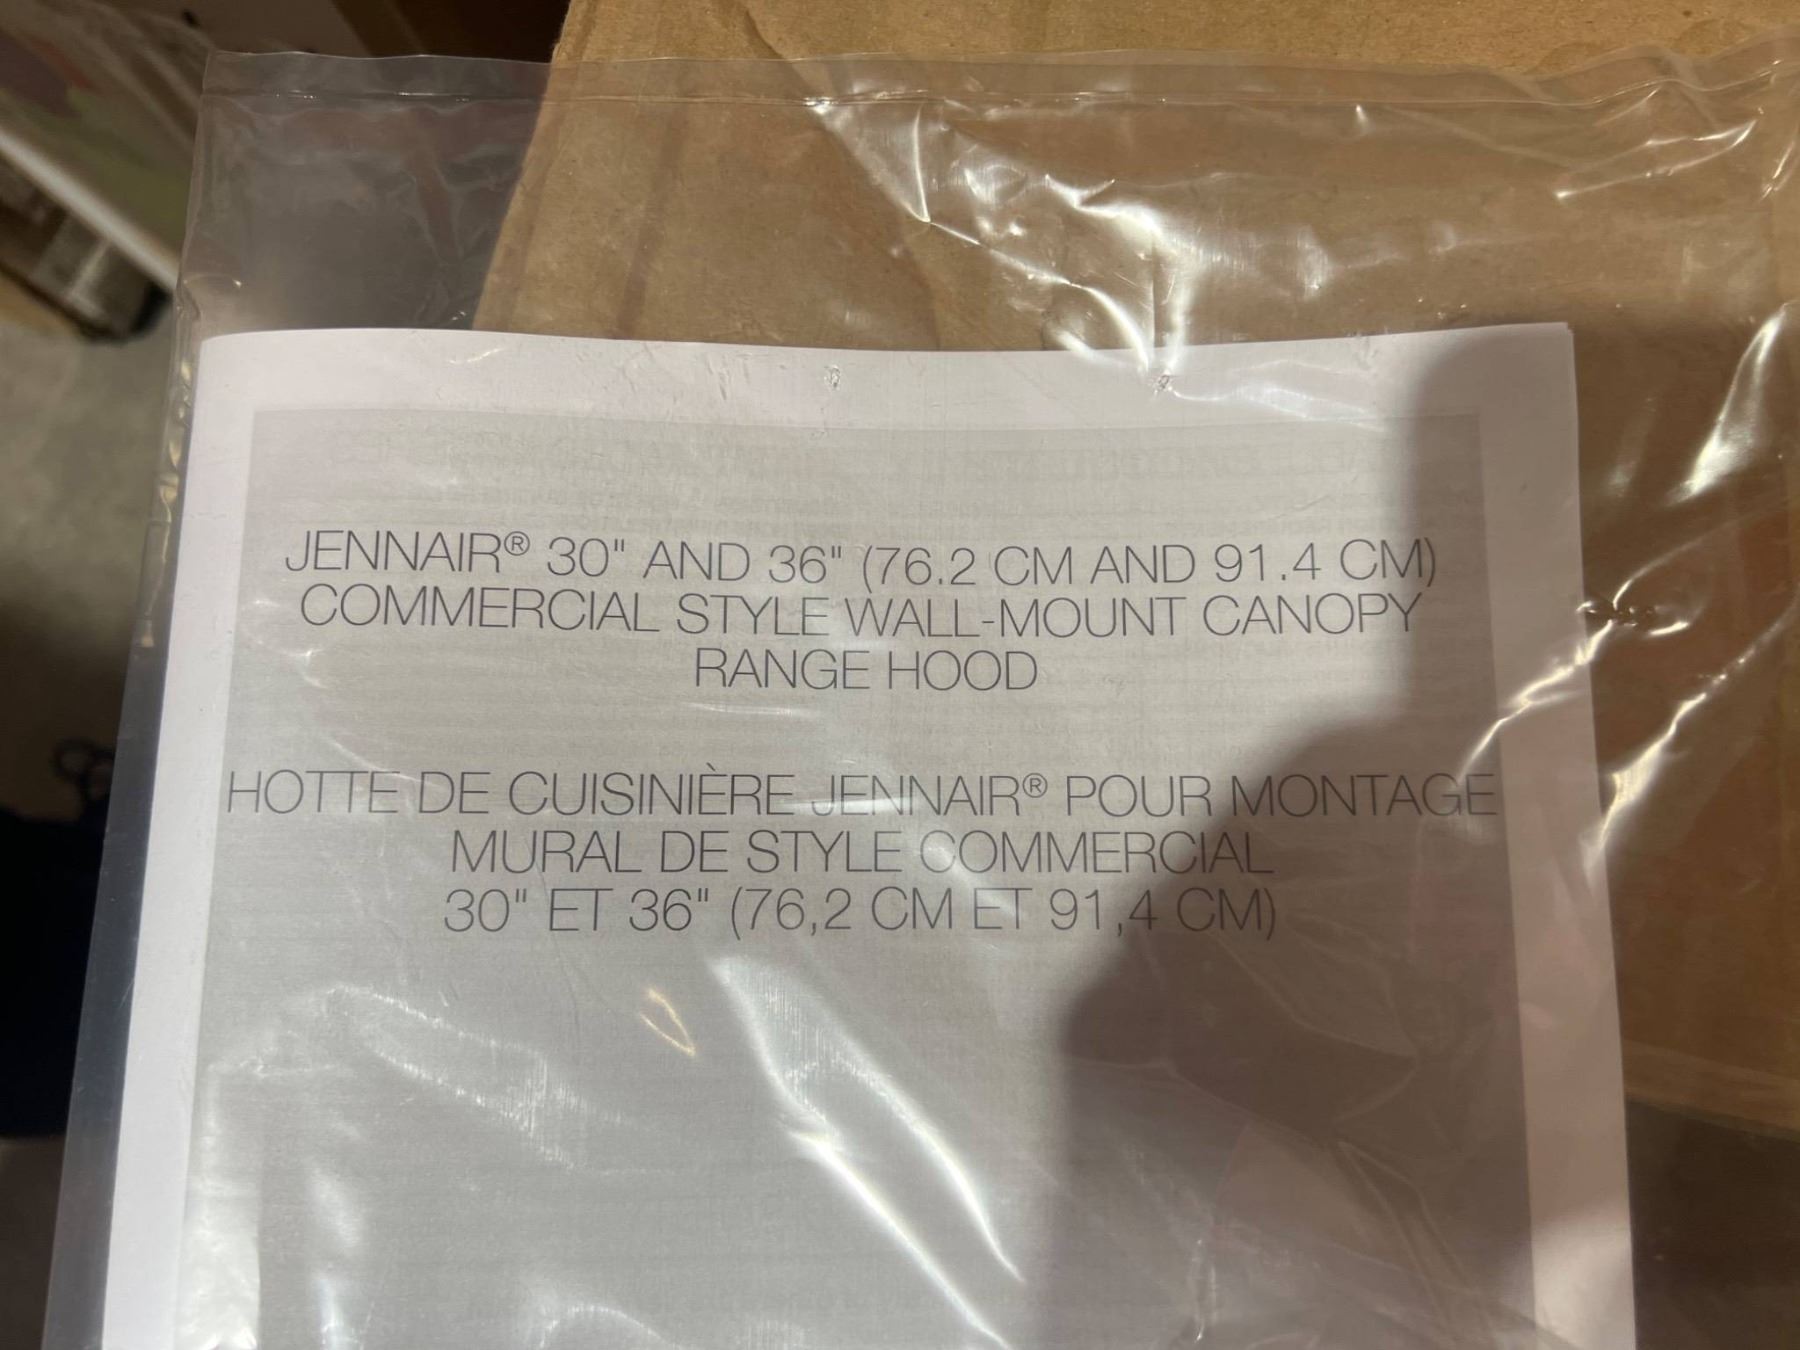 JENNAIR® 30" AND 36" (76.2 CM AND 91.4 CM)
COMMERCIAL STYLE WALL-MOUNT CANOPY
RANGE HOOD
HOTTE DE CUISINIÈRE JENNAIR® POUR MONTAGE
MURAL DE STYLE COMMERCIAL
30" ET 36" (76,2 CM ET 91,4 CM)